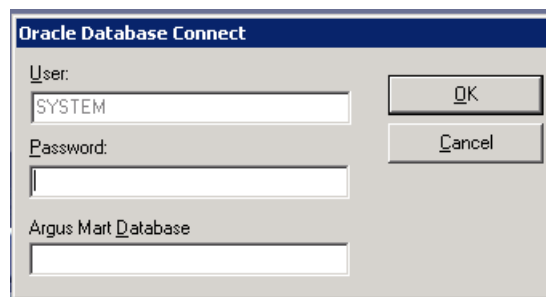 Oracle Database Connect
User:
SYSTEM
OK
Cancel
Password:
Argus Mart Database